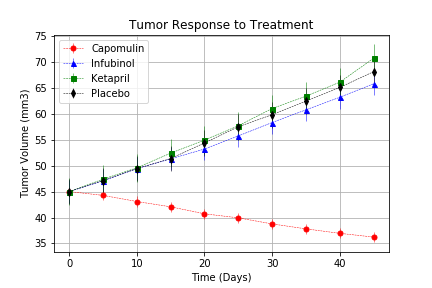 Tumor Response to Treatment
75
70
65
60
55
50
45
40
35
Tumor Volume (mm3)
Capomulin
Infubinol
Ketapril
Placebo
0
10
20
30
40
Time (Days)